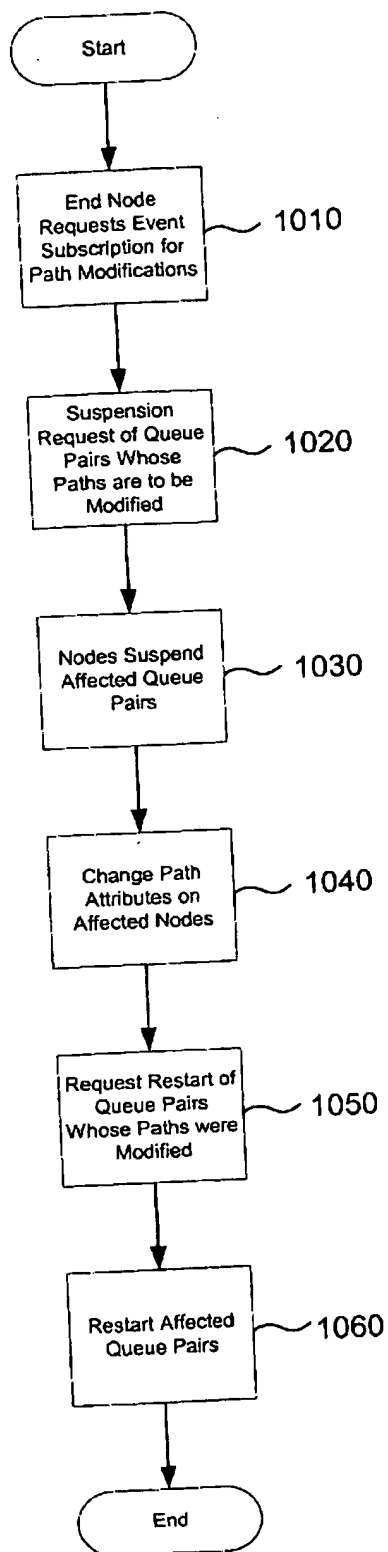 Start
End Node
Requests Event
Subscription for
Path Modifications
1010
Suspension
Request of Queue
Pairs Whose
Paths are to be
Modified
1020
Nodes Suspend
Affected Queue
Pairs
1030
Change Path
Attributes on
Affected Nodes
1040
Request Restart of
Queue Pairs
Whose Paths were
Modified
1050
Restart Affected
Queue Pairs
1060
End